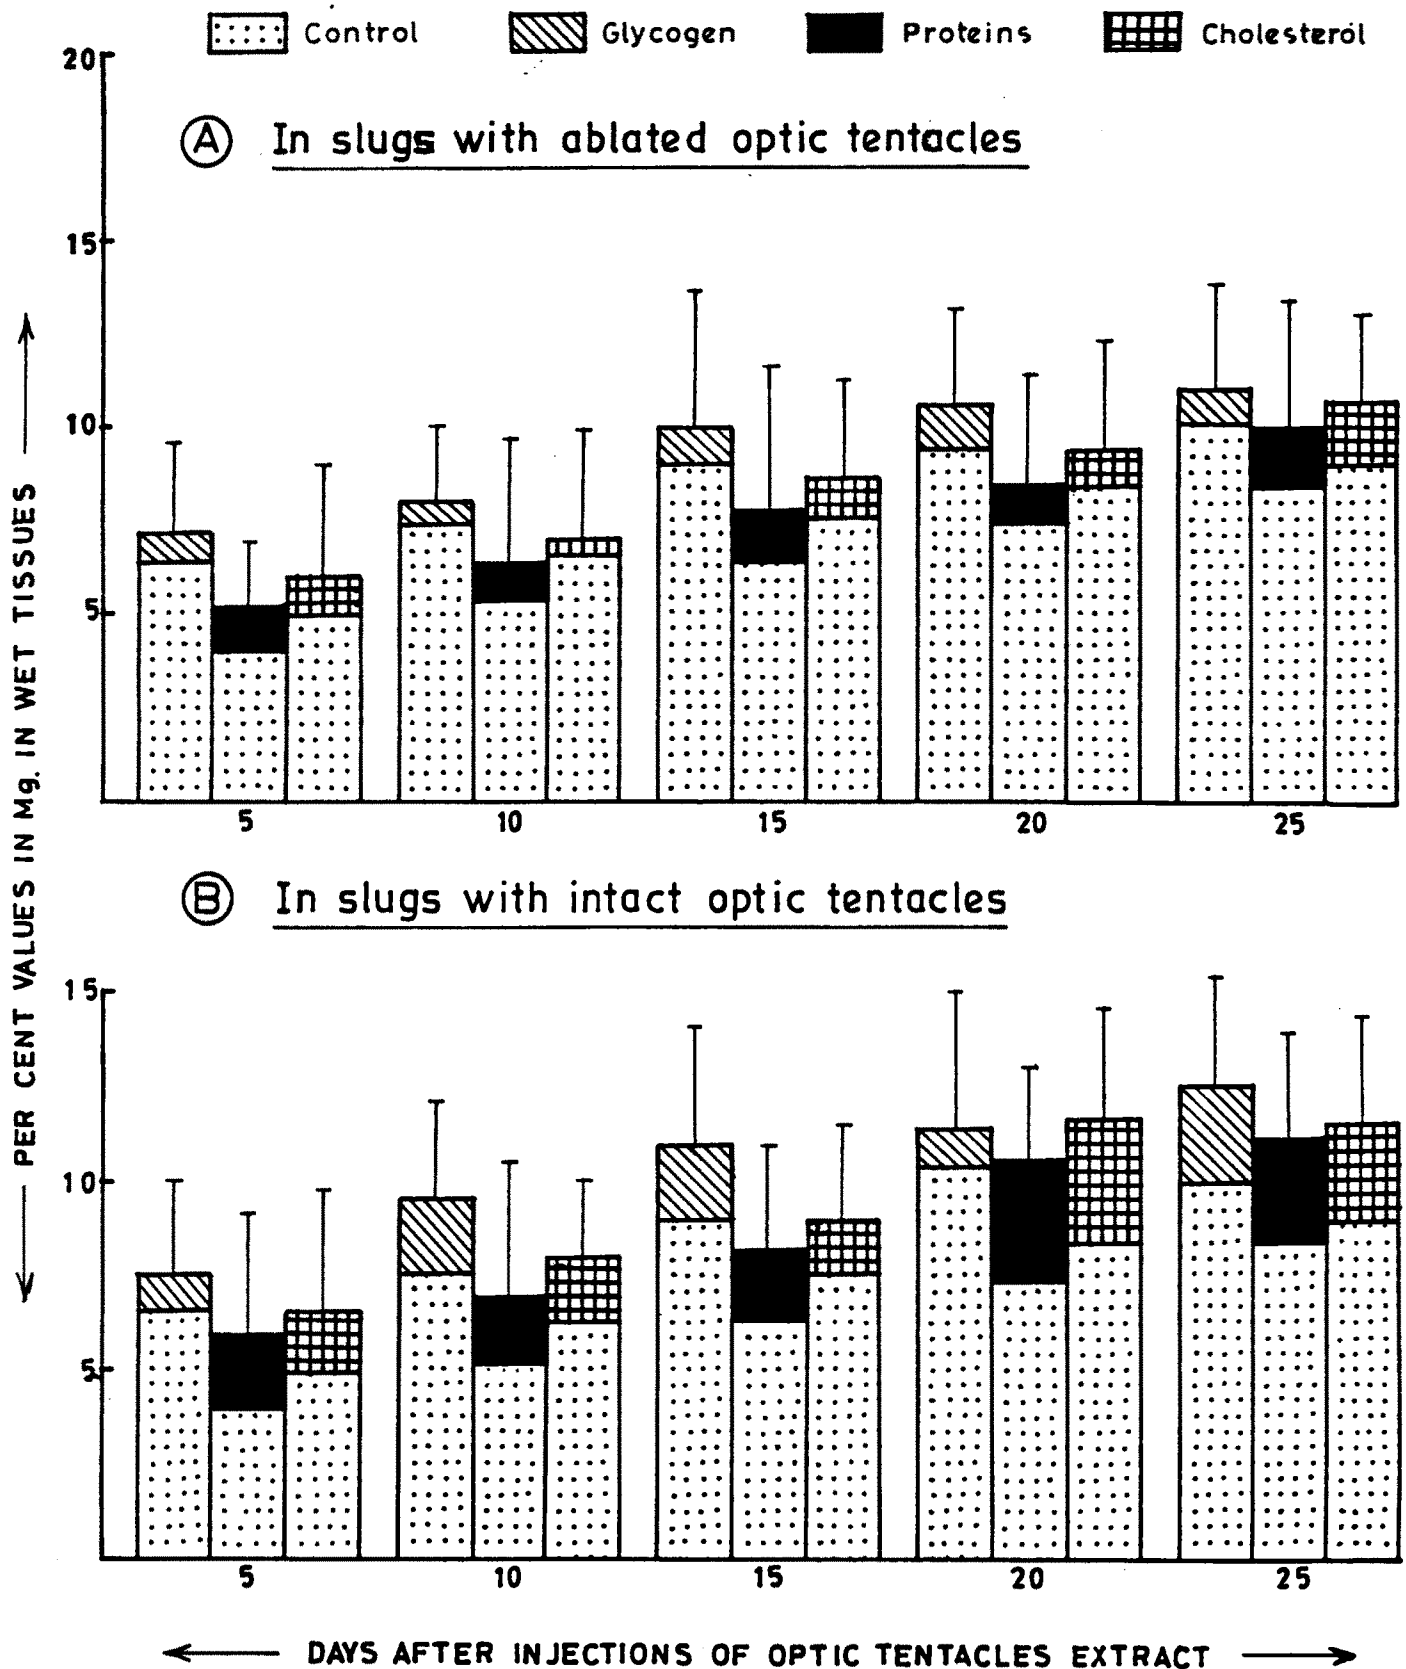 Control Glycogen Proteins Cholesterol
20
A In slugs with ablated optic tentacles
15
10
5
5 10 15 20 25
B In slugs with intact optic tentacles
15
10
5
5 10 15 20 25
PER CENT VALUES IN Mg. IN WET TISSUES
DAYS AFTER INJECTIONS OF OPTIC TENTACLES EXTRACT